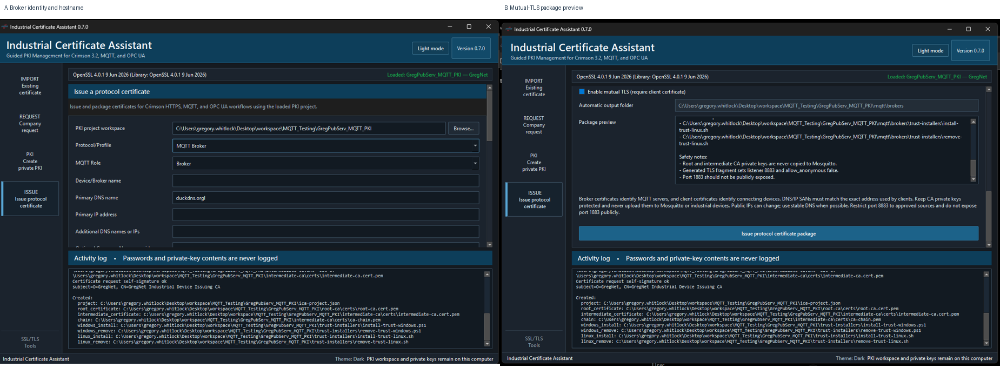 A. Broker identity and hostname
Industrial Certificate Assistant 0.7.0
Industrial Certificate Assistant
Guided PKI Management for Crimson 3.2, MQTT, and OPC UA
Light mode
Version 0.7.0
IMPORT
Existing
certificate
REQUEST
Company
request
PKI
Create
private PKI
ISSUE
Issue protocol
certificate
SSL/TLS
Tools
OpenSSL 4.0.1 9 Jun 2026 (Library: OpenSSL 4.0.1 9 Jun 2026)
Loaded: GregPubServ_MQTT_PKI — GregNet
Issue a protocol certificate
Issue and package certificates for Crimson HTTPS, MQTT, and OPC UA workflows using the loaded PKI project.
PKI project workspace
C:\Users\gregory.whitlock\Desktop\workspace\MQTT_Testing\GregPubServ_MQTT_PKI
Browse...
Protocol/Profile
MQTT Broker
MQTT Role
Broker
Device/Broker name
Primary DNS name
duckdns.orgl
Primary IP address
Additional DNS names or IPs
Activity log • Passwords and private-key contents are never logged
\Users\gregory.whitlock\Desktop\workspace\MQTT_Testing\GregPubServ_MQTT_PKI\intermediate-ca\certs\intermediate-ca.cert.pem
Certificate request self-signature ok
subject=O=GregNet, CN=GregNet Industrial Device Issuing CA
Created:
project: C:\Users\gregory.whitlock\Desktop\workspace\MQTT_Testing\GregPubServ_MQTT_PKI\ica-project.json
root_certificate: C:\Users\gregory.whitlock\Desktop\workspace\MQTT_Testing\GregPubServ_MQTT_PKI\root-ca\certs\root-ca.cert.pem
intermediate_certificate: C:\Users\gregory.whitlock\Desktop\workspace\MQTT_Testing\GregPubServ_MQTT_PKI\intermediate-ca\certs\intermediate-ca.cert.pem
chain: C:\Users\gregory.whitlock\Desktop\workspace\MQTT_Testing\GregPubServ_MQTT_PKI\intermediate-ca\certs\ca-chain.pem
windows_install: C:\Users\gregory.whitlock\Desktop\workspace\MQTT_Testing\GregPubServ_MQTT_PKI\trust-installers\install-trust-windows.ps1
windows_remove: C:\Users\gregory.whitlock\Desktop\workspace\MQTT_Testing\GregPubServ_MQTT_PKI\trust-installers\remove-trust-windows.ps1
linux_install: C:\Users\gregory.whitlock\Desktop\workspace\MQTT_Testing\GregPubServ_MQTT_PKI\trust-installers\install-trust-linux.sh
linux_remove: C:\Users\gregory.whitlock\Desktop\workspace\MQTT_Testing\GregPubServ_MQTT_PKI\trust-installers\remove-trust-linux.sh
Industrial Certificate Assistant
Theme: Dark PKI workspace and private keys remain on this computer
B. Mutual-TLS package preview
Industrial Certificate Assistant 0.7.0
Industrial Certificate Assistant
Guided PKI Management for Crimson 3.2, MQTT, and OPC UA
Light mode
Version 0.7.0
IMPORT
Existing
certificate
REQUEST
Company
request
PKI
Create
private PKI
ISSUE
Issue protocol
certificate
SSL/TLS
Tools
OpenSSL 4.0.1 9 Jun 2026 (Library: OpenSSL 4.0.1 9 Jun 2026)
Loaded: GregPubServ_MQTT_PKI — GregNet
Enable mutual TLS (require client certificate)
Automatic output folder
C:\Users\gregory.whitlock\Desktop\workspace\MQTT_Testing\GregPubServ_MQTT_PKI\mqtt\brokers
Package preview
- C:\Users\gregory.whitlock\Desktop\workspace\MQTT_Testing\GregPubServ_MQTT_PKI\mqtt\brokers\trust-installers\install-
trust-linux.sh
- C:\Users\gregory.whitlock\Desktop\workspace\MQTT_Testing\GregPubServ_MQTT_PKI\mqtt\brokers\trust-installers\remove-
trust-linux.sh
Safety notes:
- Root and intermediate CA private keys are never copied to Mosquitto.
- Generated TLS fragment sets listener 8883 and allow_anonymous false.
- Port 1883 should not be publicly exposed.
Broker certificates identify MQTT servers, and client certificates identify connecting devices. DNS/IP SANs must match the exact address used by clients. Keep CA private keys
protected and never upload them to Mosquitto or industrial devices. Public IPs can change; use stable DNS when possible. Restrict port 8883 to approved sources and do not expose
port 1883 publicly.
Issue protocol certificate package
Activity log • Passwords and private-key contents are never logged
\Users\gregory.whitlock\Desktop\workspace\MQTT_Testing\GregPubServ_MQTT_PKI\intermediate-ca\certs\intermediate-ca.cert.pem
Certificate request self-signature ok
subject=O=GregNet, CN=GregNet Industrial Device Issuing CA
Created:
project: C:\Users\gregory.whitlock\Desktop\workspace\MQTT_Testing\GregPubServ_MQTT_PKI\ica-project.json
root_certificate: C:\Users\gregory.whitlock\Desktop\workspace\MQTT_Testing\GregPubServ_MQTT_PKI\root-ca\certs\root-ca.cert.pem
intermediate_certificate: C:\Users\gregory.whitlock\Desktop\workspace\MQTT_Testing\GregPubServ_MQTT_PKI\intermediate-ca\certs\intermediate-ca.cert.pem
chain: C:\Users\gregory.whitlock\Desktop\workspace\MQTT_Testing\GregPubServ_MQTT_PKI\intermediate-ca\certs\ca-chain.pem
windows_install: C:\Users\gregory.whitlock\Desktop\workspace\MQTT_Testing\GregPubServ_MQTT_PKI\trust-installers\install-trust-windows.ps1
windows_remove: C:\Users\gregory.whitlock\Desktop\workspace\MQTT_Testing\GregPubServ_MQTT_PKI\trust-installers\remove-trust-windows.ps1
linux_install: C:\Users\gregory.whitlock\Desktop\workspace\MQTT_Testing\GregPubServ_MQTT_PKI\trust-installers\install-trust-linux.sh
linux_remove: C:\Users\gregory.whitlock\Desktop\workspace\MQTT_Testing\GregPubServ_MQTT_PKI\trust-installers\remove-trust-linux.sh
Industrial Certificate Assistant
Theme: Dark PKI workspace and private keys remain on this computer